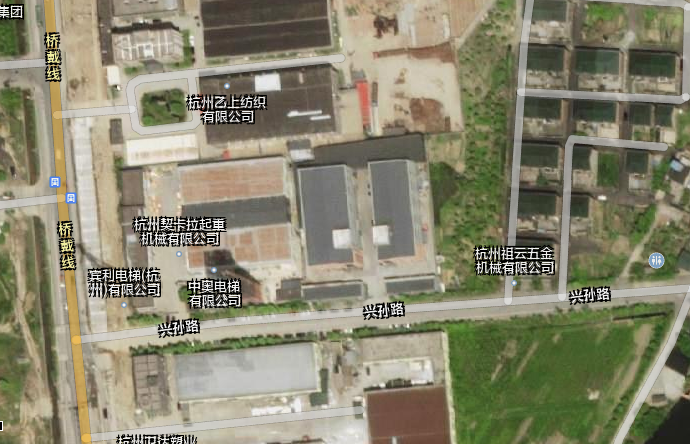 集团
桥戴线
杭州乙上纺织
有限公司
桥戴线
杭州契卡拉起重
机械有限公司
杭州祖云五金
机械有限公司
宾利电梯(杭
州)有限公司
中奥电梯
有限公司
兴孙路
兴孙路
兴孙路